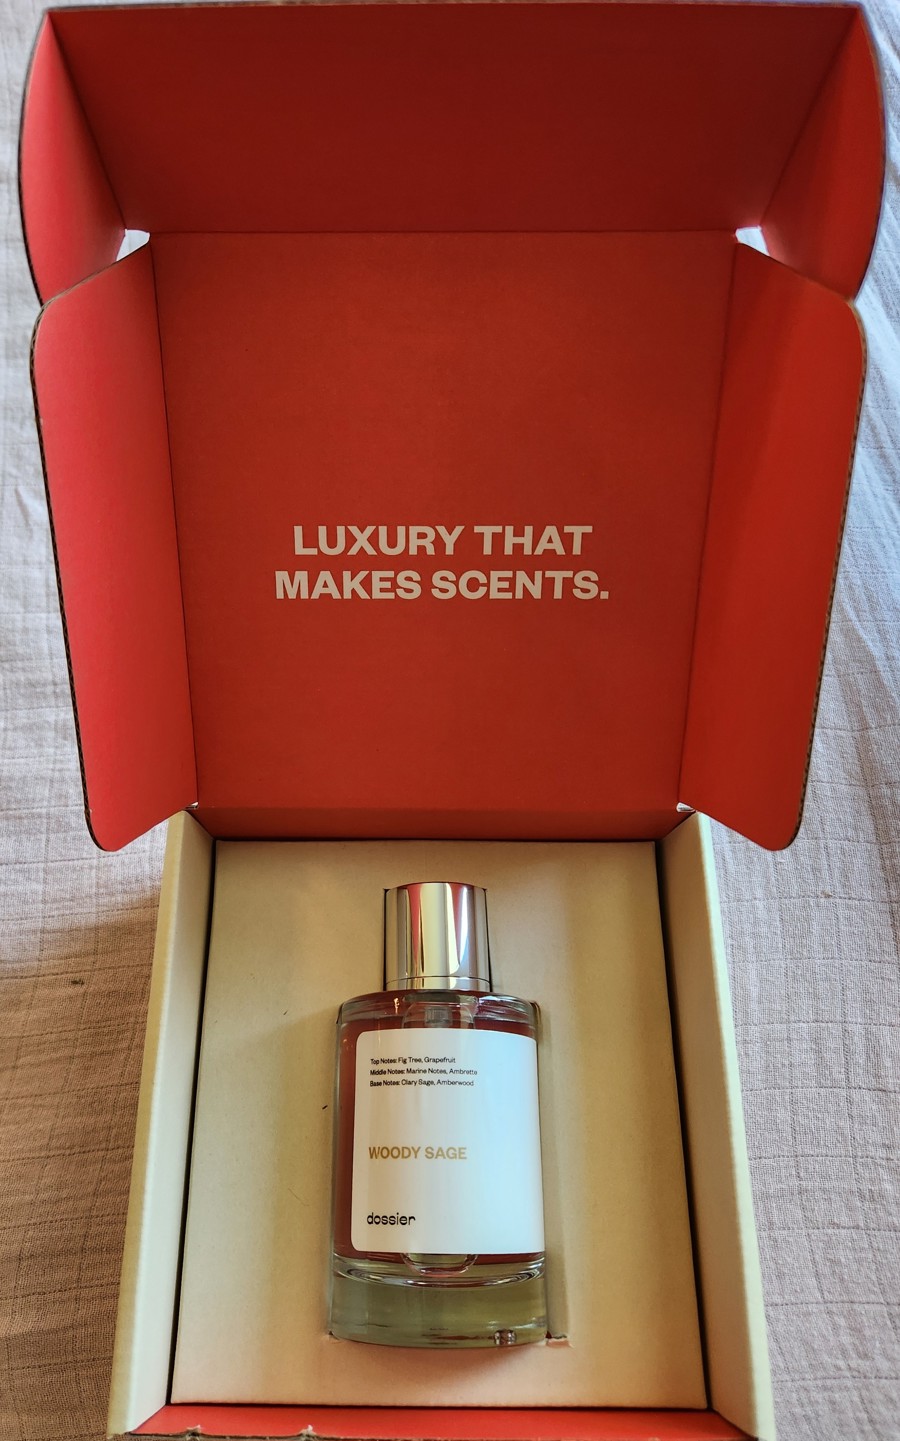 LUXURY THAT
MAKES SCENTS.
Top Notes: Fig Tree, Grapefruit
Middle Notes: Marine Notes, Ambrette
Base Notes: Clary Sage, Amberwood
WOODY SAGE
dossier